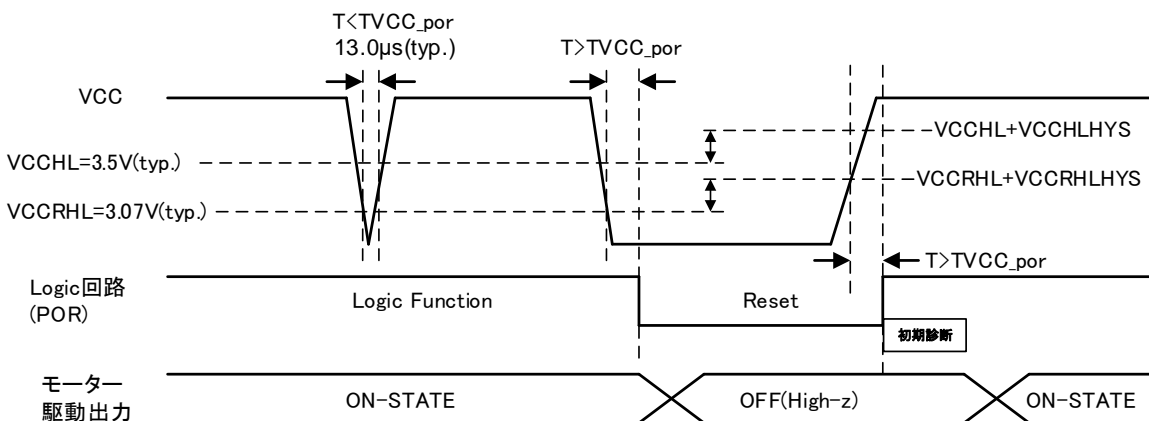 T<TVCC_por
13.0μs(typ.)
T>TVCC_por
VCC
VCCHL+VCCHLHYS
VCCHL=3.5V(typ.)
VCCRHL+VCCRHLHYS
VCCRHL=3.07V(typ.)
T>TVCC_por
Logic回路
(POR)
Logic Function
Reset
初期診断
モーター
駆動出力
ON-STATE
OFF(High-z)
ON-STATE